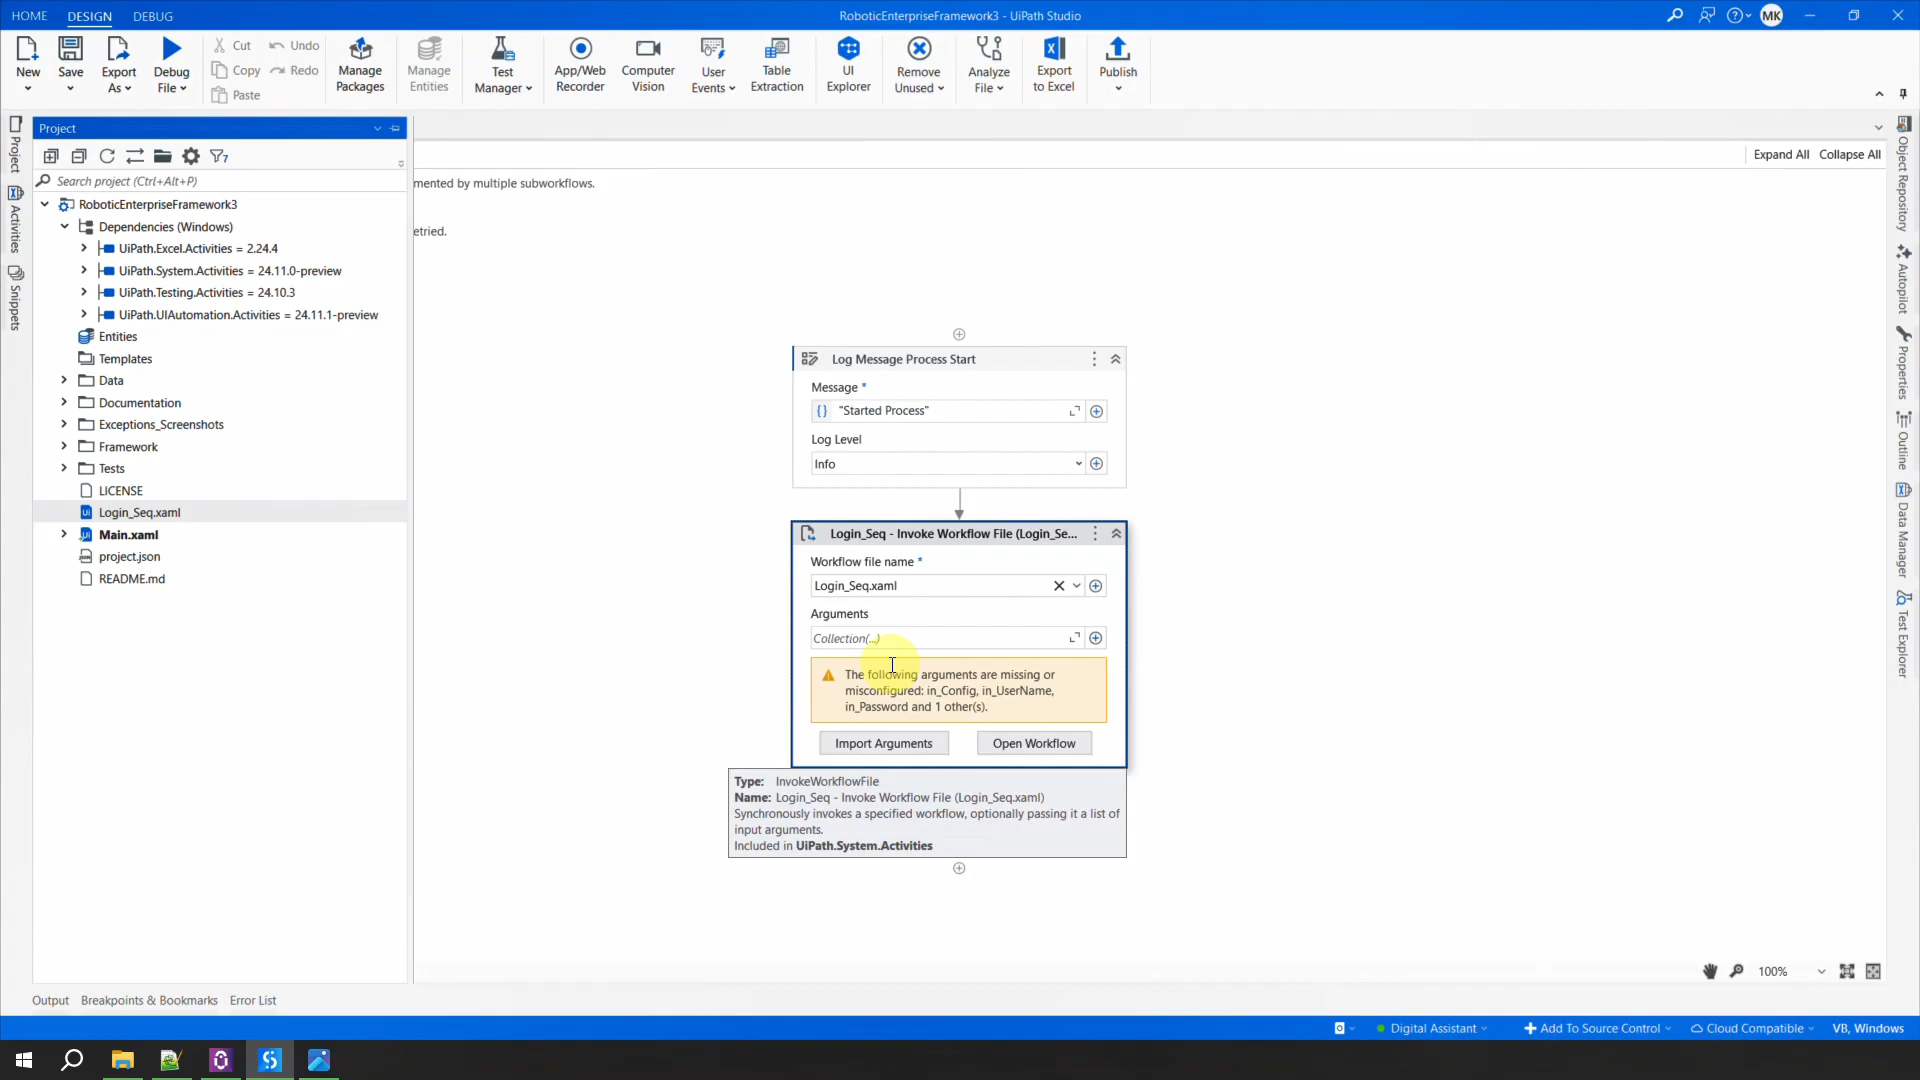 HOME DESIGN DEBUG
RoboticEnterpriseFramework3 - UiPath Studio
MK
New
Save
Export As
Debug File
Cut
Copy
Paste
Undo
Redo
Manage Packages
Manage Entities
Test Manager
App/Web Recorder
Computer Vision
User Events
Table Extraction
UI Explorer
Remove Unused
Analyze File
Export to Excel
Publish
Project
Activities
Snippets
Project
7
Search project (Ctrl+Alt+P)
RoboticEnterpriseFramework3
Dependencies (Windows)
UiPath.Excel.Activities = 2.24.4
UiPath.System.Activities = 24.11.0-preview
UiPath.Testing.Activities = 24.10.3
UiPath.UIAutomation.Activities = 24.11.1-preview
Entities
Templates
Data
Documentation
Exceptions_Screenshots
Framework
Tests
LICENSE
Login_Seq.xaml
Main.xaml
project.json
README.md
Expand All Collapse All
mented by multiple subworkflows.
etried.
Log Message Process Start
Message *
"Started Process"
Log Level
Info
Login_Seq - Invoke Workflow File (Login_Se...
Workflow file name *
Login_Seq.xaml
Arguments
Collection(...)
The following arguments are missing or
misconfigured: in_Config, in_UserName,
in_Password and 1 other(s).
Import Arguments Open Workflow
Type: InvokeWorkflowFile
Name: Login_Seq - Invoke Workflow File (Login_Seq.xaml)
Synchronously invokes a specified workflow, optionally passing it a list of
input arguments.
Included in UiPath.System.Activities
Object Repository
Autopilot
Properties
Outline
Data Manager
Test Explorer
100%
Output Breakpoints & Bookmarks Error List
Digital Assistant Add To Source Control Cloud Compatible VB, Windows